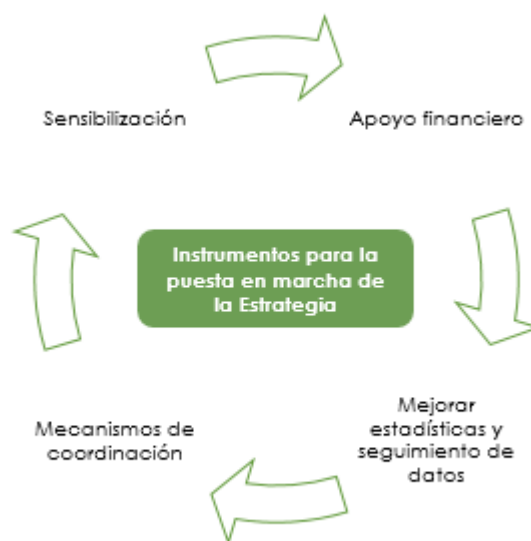 Sensibilización
Apoyo financiero
Instrumentos para la
puesta en marcha de
la Estrategia
Mecanismos de
coordinación
Mejorar
estadísticas y
seguimiento de
datos